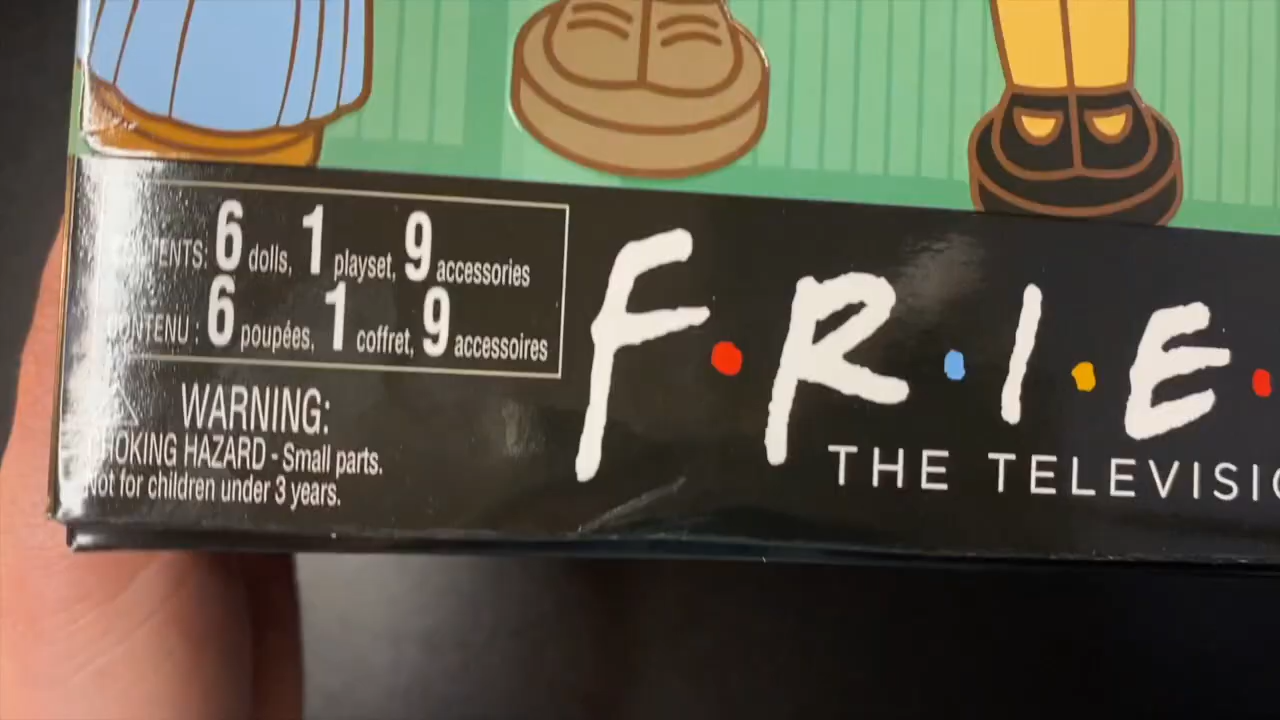 CONTENTS: 6 dolls, 1 playset, 9 accessories
CONTENU : 6 poupées, 1 coffret, 9 accessoires
WARNING:
CHOKING HAZARD - Small parts.
Not for children under 3 years.
F•R•I•E•
THE TELEVISIO